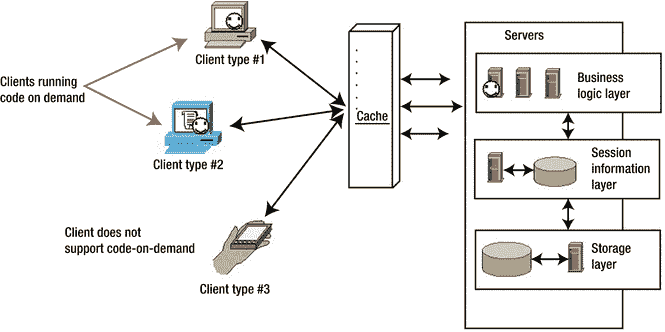 Clients running
code on demand
Client type #1
Client type #2
Client does not
support code-on-demand
Client type #3
Cache
Servers
Business
logic layer
Session
information
layer
Storage
layer